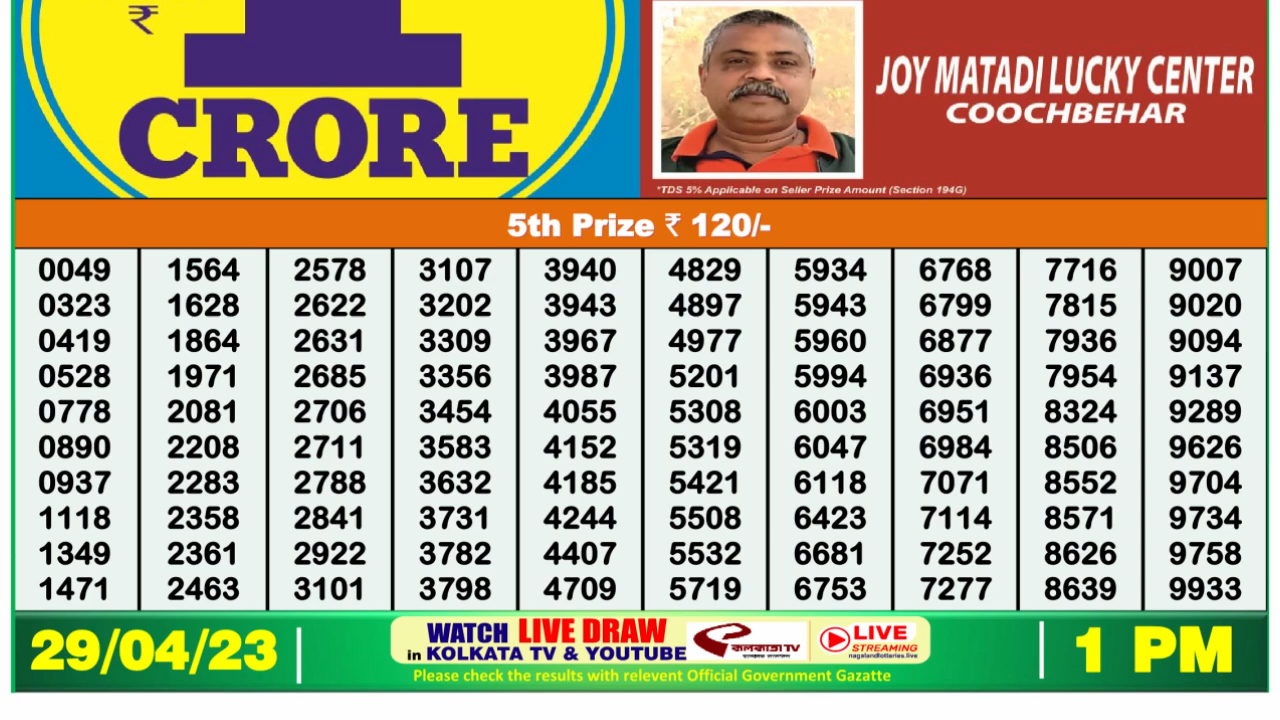 ₹
1
CRORE
JOY MATADI LUCKY CENTER
COOCHBEHAR
*TDS 5% Applicable on Seller Prize Amount (Section 194G)
5th Prize ₹ 120/-
0049 1564 2578 3107 3940 4829 5934 6768 7716 9007
0323 1628 2622 3202 3943 4897 5943 6799 7815 9020
0419 1864 2631 3309 3967 4977 5960 6877 7936 9094
0528 1971 2685 3356 3987 5201 5994 6936 7954 9137
0778 2081 2706 3454 4055 5308 6003 6951 8324 9289
0890 2208 2711 3583 4152 5319 6047 6984 8506 9626
0937 2283 2788 3632 4185 5421 6118 7071 8552 9704
1118 2358 2841 3731 4244 5508 6423 7114 8571 9734
1349 2361 2922 3782 4407 5532 6681 7252 8626 9758
1471 2463 3101 3798 4709 5719 6753 7277 8639 9933
29/04/23
WATCH LIVE DRAW
in KOLKATA TV & YOUTUBE
কলকাতা TV
LIVE
STREAMING
nagalandlotteries.live
Please check the results with relevent Official Government Gazatte
1 PM